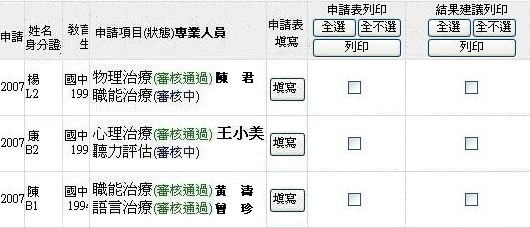 申請
姓名
身分證
教育
生
申請項目(狀態)專業人員
申請表
填寫
申請表列印
全選 全不選
列印
結果建議列印
全選 全不選
列印
2007
楊
L2
國中
199
物理治療(審核通過) 陳 君
職能治療(審核中)
填寫
2007
康
B2
國中
199
心理治療(審核通過) 王小美
聽力評估(審核中)
填寫
2007
陳
B1
國中
1994
職能治療(審核通過) 黃 濤
語言治療(審核通過) 曾 珍
填寫